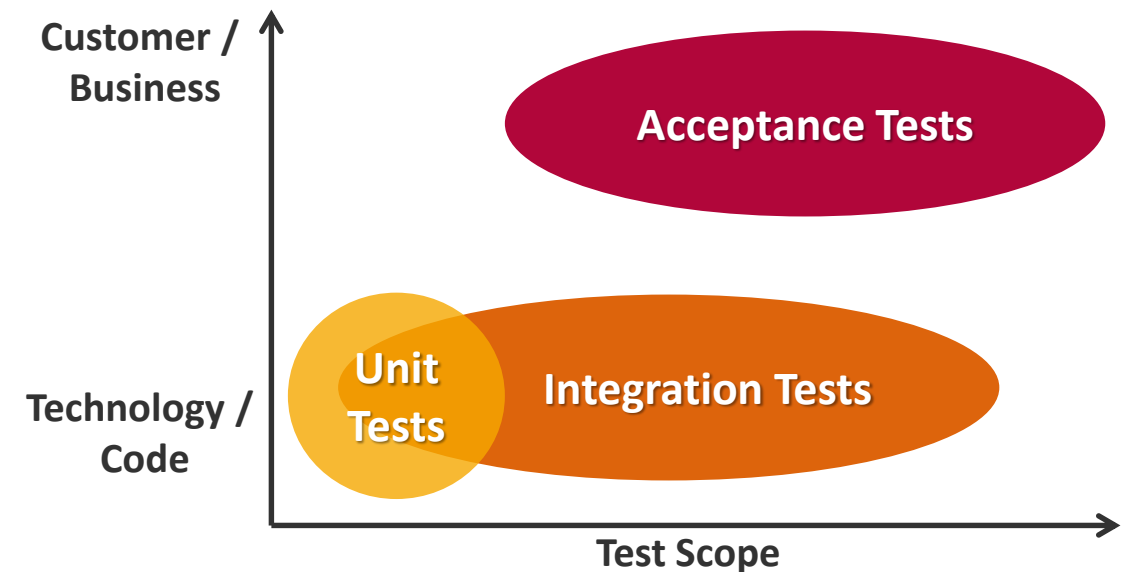 Customer /
Business
Acceptance Tests
Unit
Tests
Integration Tests
Technology /
Code
Test Scope